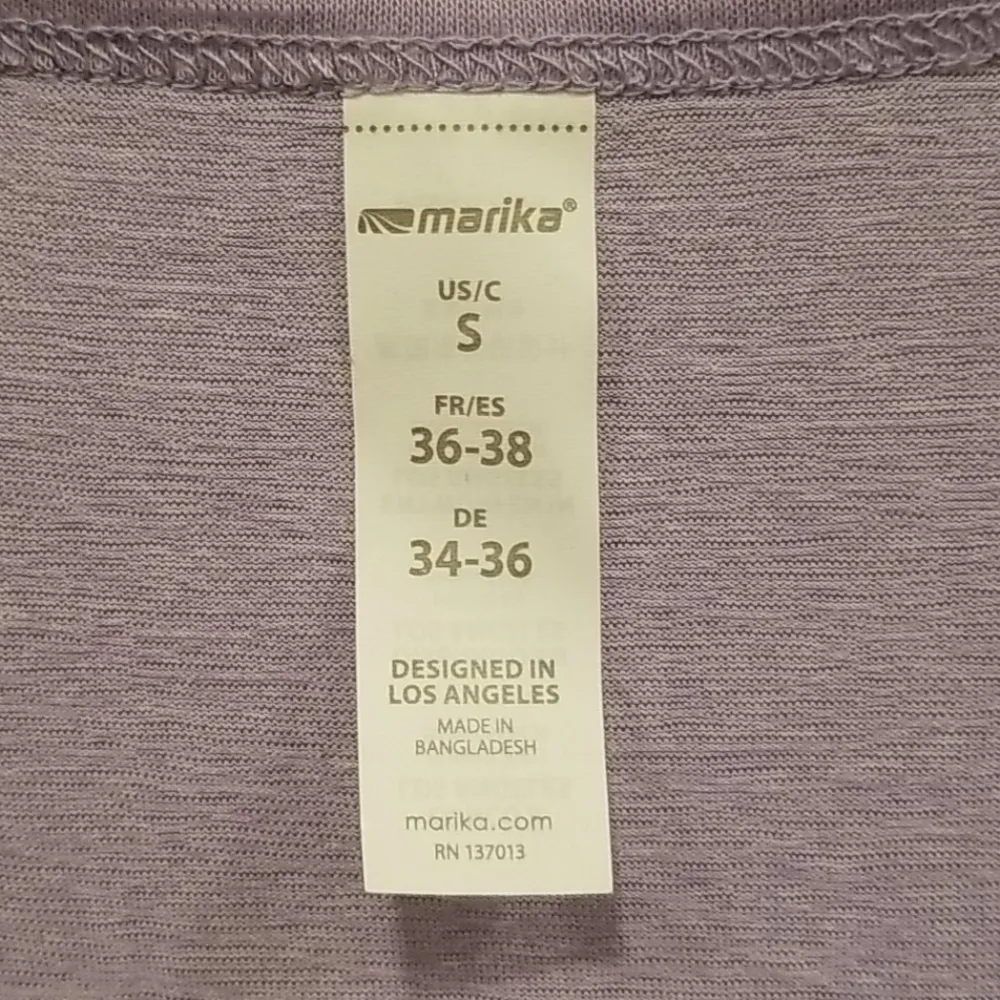 marika®
US/C
S
FR/ES
36-38
DE
34-36
DESIGNED IN
LOS ANGELES
MADE IN
BANGLADESH
marika.com
RN 137013